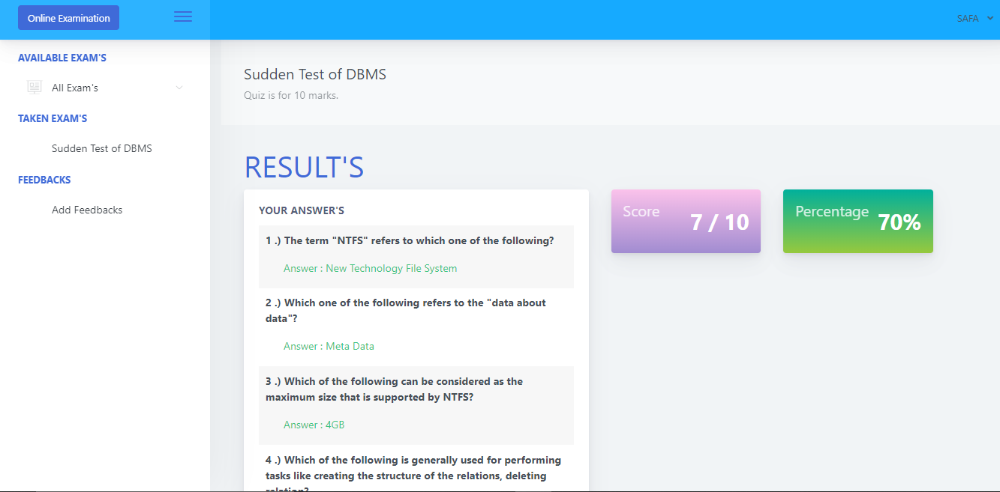 Online Examination
SAFA
AVAILABLE EXAM'S
All Exam's
TAKEN EXAM'S
Sudden Test of DBMS
FEEDBACKS
Add Feedbacks
Sudden Test of DBMS
Quiz is for 10 marks.
RESULT'S
YOUR ANSWER'S
1 .) The term "NTFS" refers to which one of the following?
Answer : New Technology File System
2 .) Which one of the following refers to the "data about
data"?
Answer : Meta Data
3 .) Which of the following can be considered as the
maximum size that is supported by NTFS?
Answer : 4GB
4 .) Which of the following is generally used for performing
tasks like creating the structure of the relations, deleting
relation?
Score
7 / 10
Percentage
70%